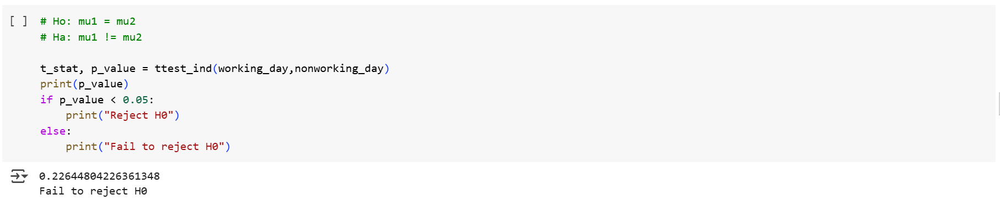 [ ] # Ho: mu1 = mu2
# Ha: mu1 != mu2
t_stat, p_value = ttest_ind(working_day,nonworking_day)
print(p_value)
if p_value < 0.05:
    print("Reject H0")
else:
    print("Fail to reject H0")
0.22644804226361348
Fail to reject H0